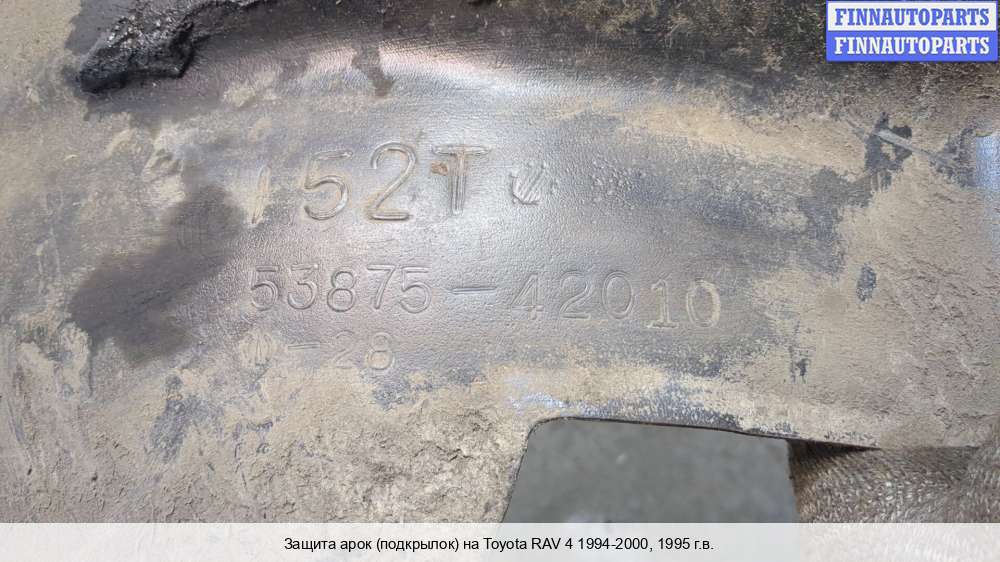 FINNAUTOPARTS
FINNAUTOPARTS
52T
53875-42010
-28
Защита арок (подкрылок) на Toyota RAV 4 1994-2000, 1995 г.в.